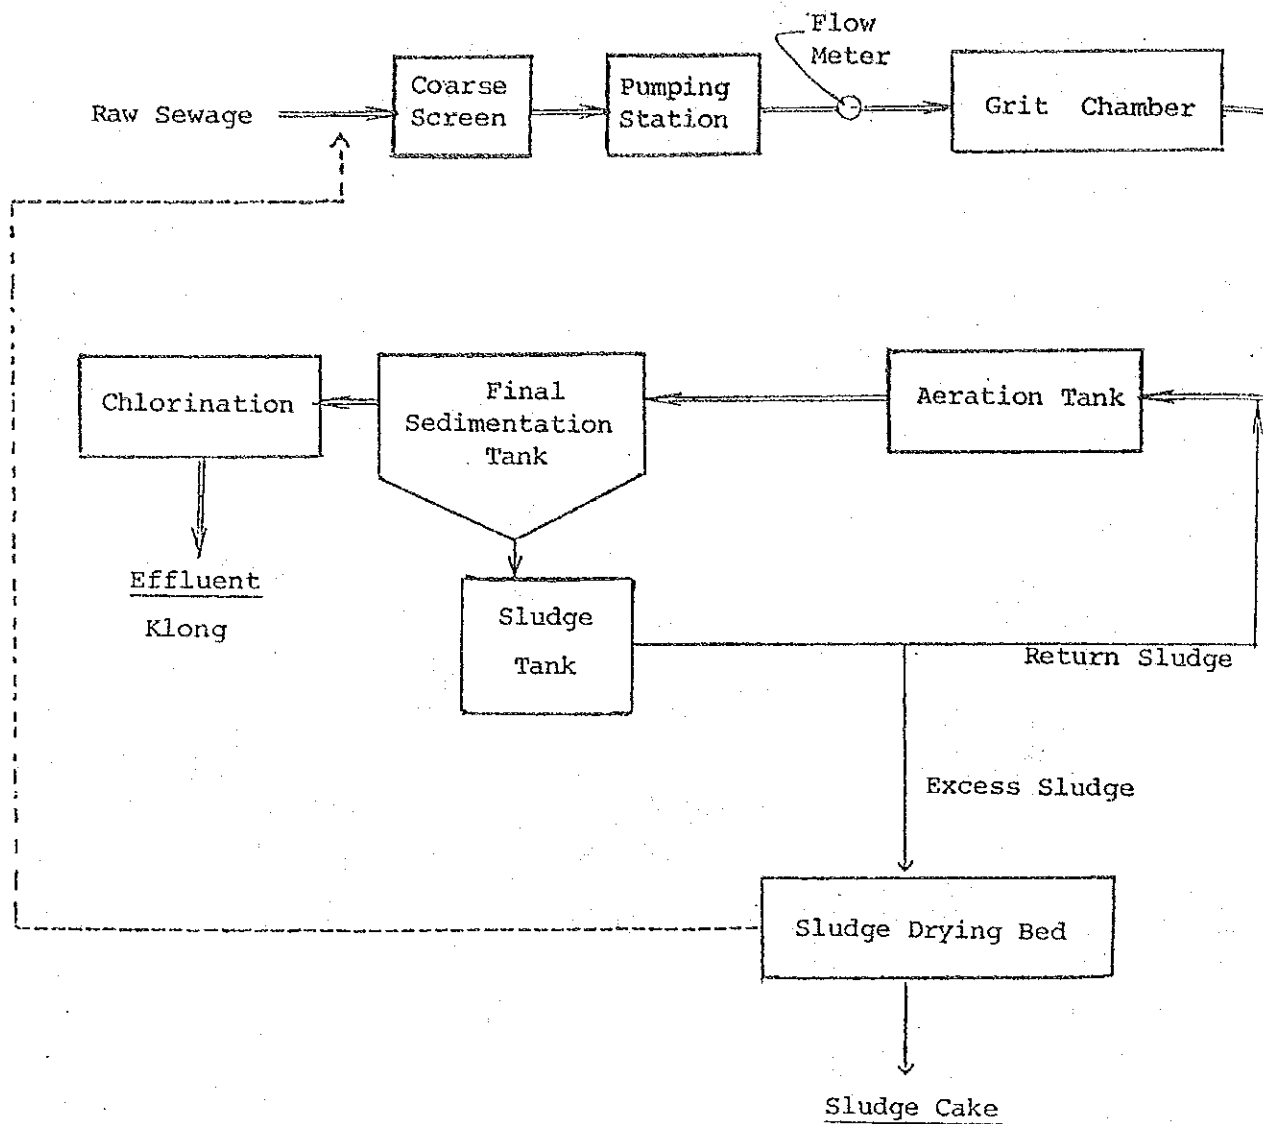 Flow
Meter
Raw Sewage
Coarse
Screen
Pumping
Station
Grit Chamber
Chlorination
Final
Sedimentation
Tank
Aeration Tank
Effluent
Klong
Sludge
Tank
Return Sludge
Excess Sludge
Sludge Drying Bed
Sludge Cake